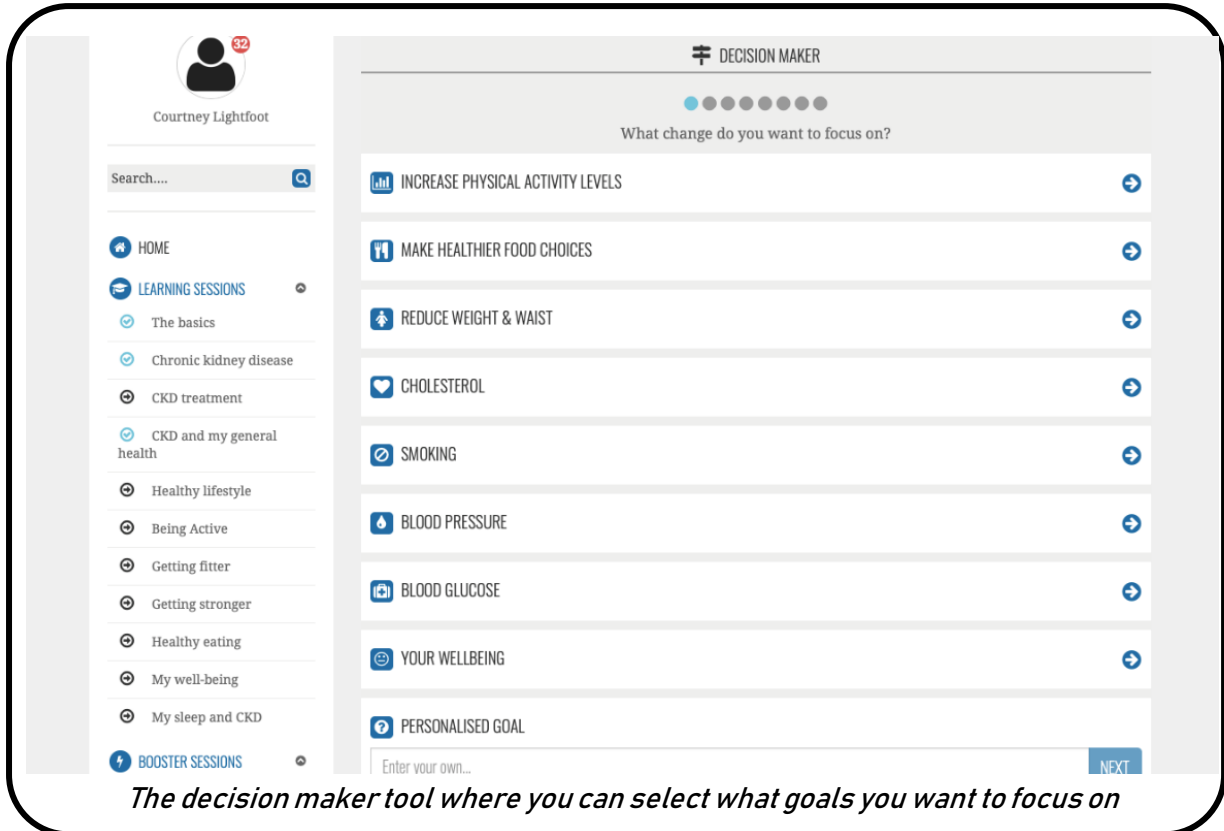 32
Courtney Lightfoot
Search....
HOME
LEARNING SESSIONS
The basics
Chronic kidney disease
CKD treatment
CKD and my general
health
Healthy lifestyle
Being Active
Getting fitter
Getting stronger
Healthy eating
My well-being
My sleep and CKD
BOOSTER SESSIONS
DECISION MAKER
What change do you want to focus on?
INCREASE PHYSICAL ACTIVITY LEVELS
MAKE HEALTHIER FOOD CHOICES
REDUCE WEIGHT & WAIST
CHOLESTEROL
SMOKING
BLOOD PRESSURE
BLOOD GLUCOSE
YOUR WELLBEING
PERSONALISED GOAL
Enter your own...
NEXT
The decision maker tool where you can select what goals you want to focus on